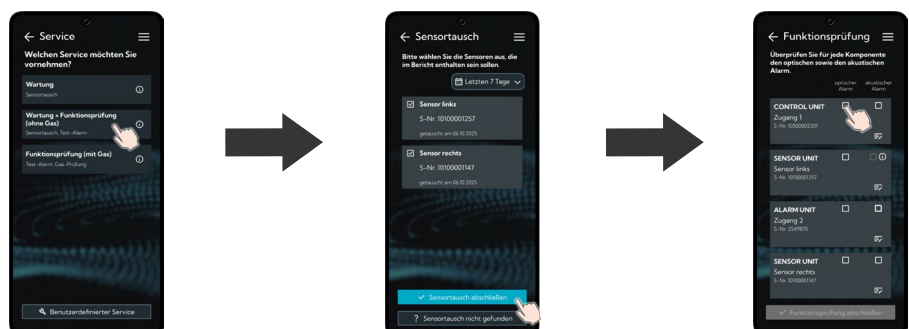 Service
Welchen Service möchten Sie
vornehmen?
Wartung
Sensortausch
Wartung + Funktionsprüfung
(ohne Gas)
Sensortausch, Test-Alarm
Funktionsprüfung (mit Gas)
Test-Alarm, Gas-Prüfung
Benutzerdefinierter Service
Sensortausch
Bitte wählen Sie die Sensoren aus, die
im Bericht enthalten sein sollen.
Letzten 7 Tage
Sensor links
S-Nr. 10100001257
getauscht am 06.10.2025
Sensor rechts
S-Nr. 10100001147
getauscht am 06.10.2025
Sensortausch abschließen
? Sensortausch nicht gefunden
Funktionsprüfung
Überprüfen Sie für jede Komponente
den optischen sowie den akustischen
Alarm.
optischer akustischer
Alarm Alarm
CONTROL UNIT
Zugang 1
S-Nr. 10300002301
SENSOR UNIT
Sensor links
S-Nr. 10100001257
ALARM UNIT
Zugang 2
S-Nr. 2549875
SENSOR UNIT
Sensor rechts
S-Nr. 10100001147
Funktionsprüfung abschließen